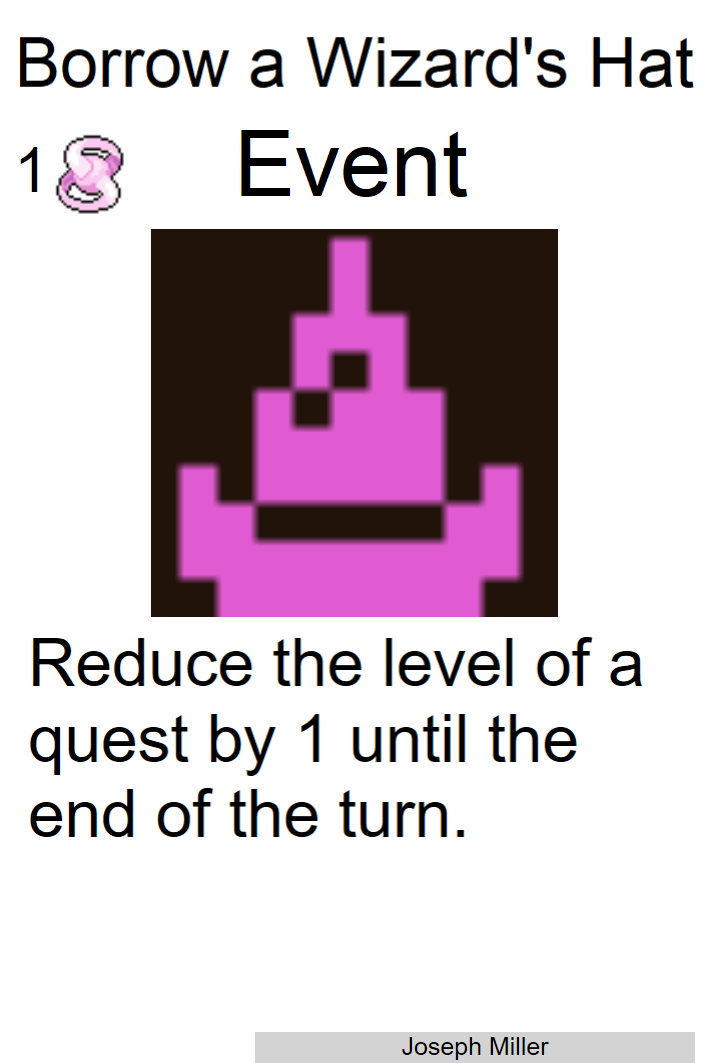 Borrow a Wizard's Hat
1 Event
Reduce the level of a
quest by 1 until the
end of the turn.
Joseph Miller